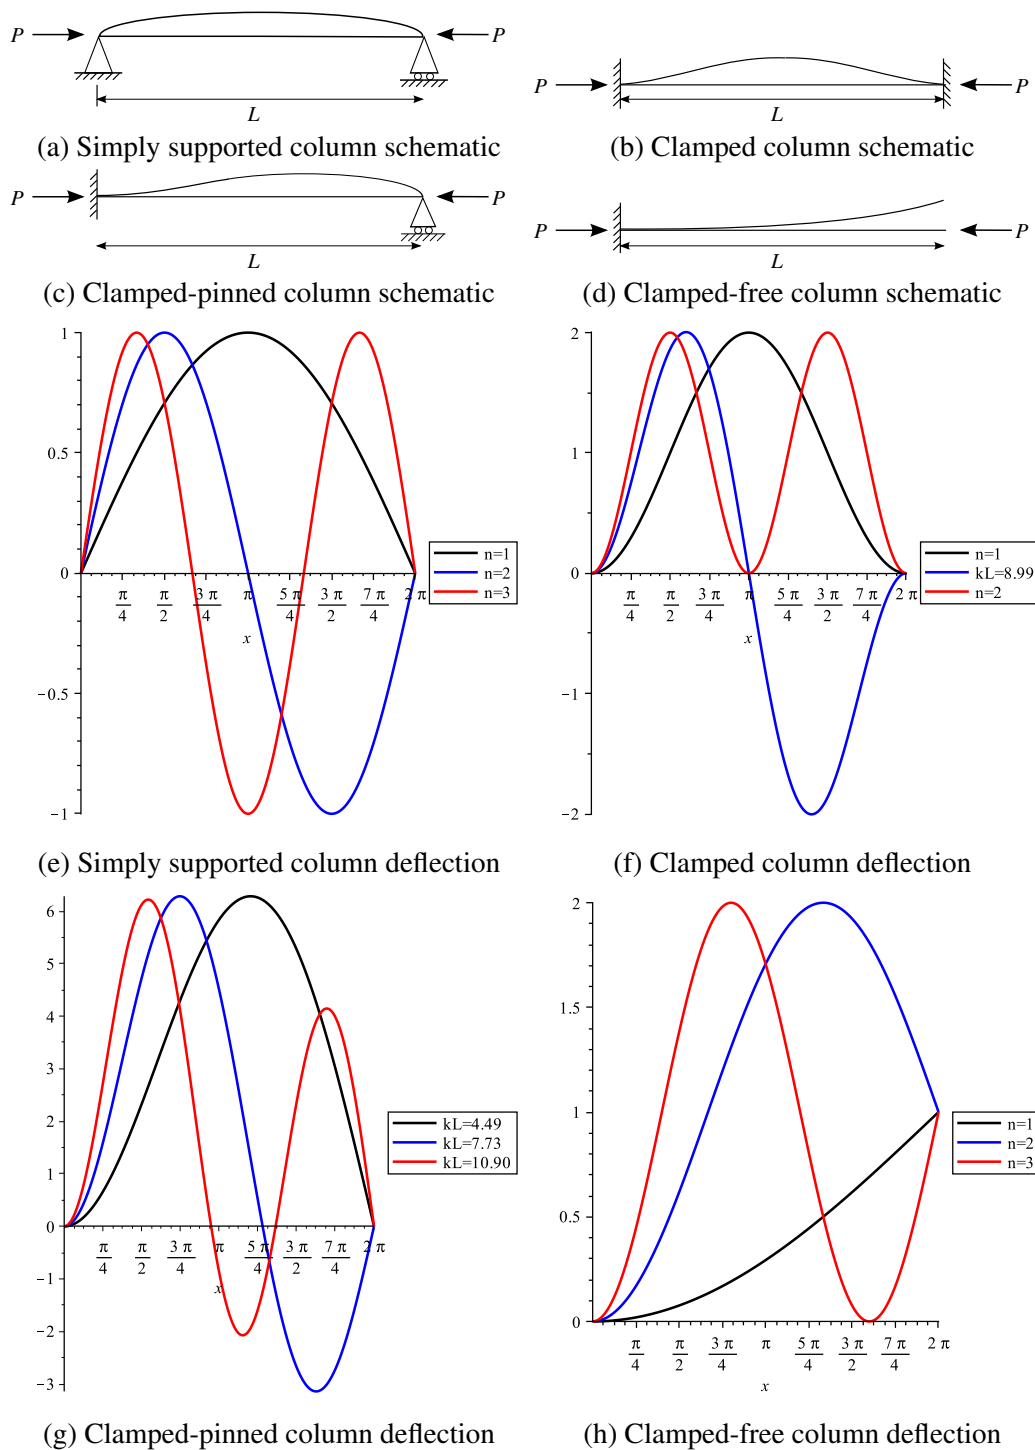 P P
L
(a) Simply supported column schematic
P P
L
(b) Clamped column schematic
P P
L
(c) Clamped-pinned column schematic
P P
L
(d) Clamped-free column schematic
1
0.5
0
−0.5
−1
π/4 π/2 3π/4 π 5π/4 3π/2 7π/4 2π
x
n=1
n=2
n=3
(e) Simply supported column deflection
2
1
0
−1
−2
π/4 π/2 3π/4 π 5π/4 3π/2 7π/4 2π
x
n=1
kL=8.99
n=2
(f) Clamped column deflection
6
5
4
3
2
1
0
−1
−2
−3
π/4 π/2 3π/4 π 5π/4 3π/2 7π/4 2π
x
kL=4.49
kL=7.73
kL=10.90
(g) Clamped-pinned column deflection
2
1.5
1
0.5
0
π/4 π/2 3π/4 π 5π/4 3π/2 7π/4 2π
x
n=1
n=2
n=3
(h) Clamped-free column deflection